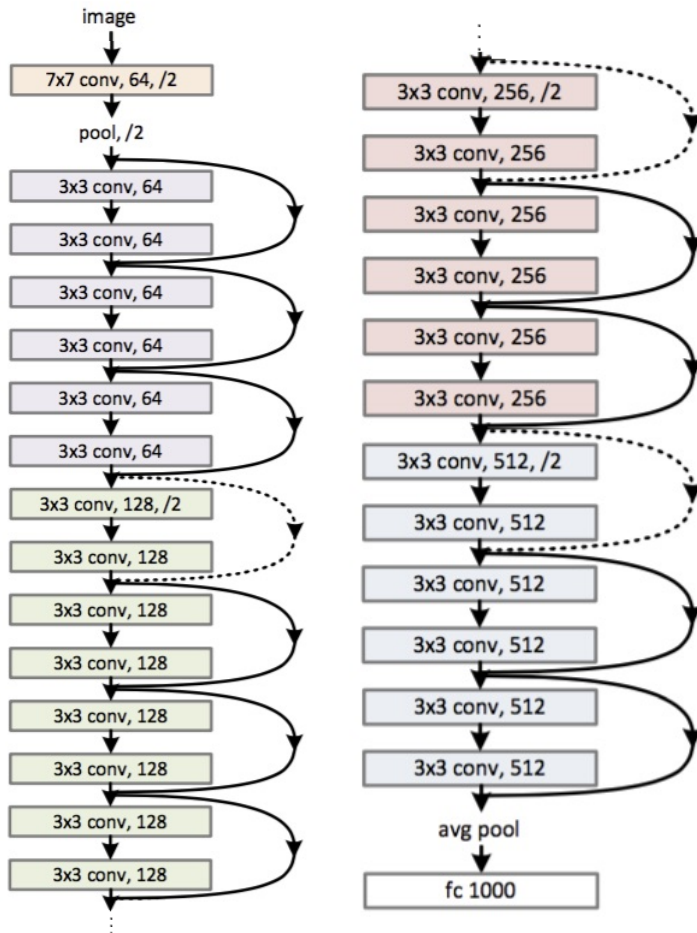 image
7x7 conv, 64, /2
pool, /2
3x3 conv, 64
3x3 conv, 64
3x3 conv, 64
3x3 conv, 64
3x3 conv, 64
3x3 conv, 64
3x3 conv, 128, /2
3x3 conv, 128
3x3 conv, 128
3x3 conv, 128
3x3 conv, 128
3x3 conv, 128
3x3 conv, 128
3x3 conv, 128
3x3 conv, 256, /2
3x3 conv, 256
3x3 conv, 256
3x3 conv, 256
3x3 conv, 256
3x3 conv, 256
3x3 conv, 512, /2
3x3 conv, 512
3x3 conv, 512
3x3 conv, 512
3x3 conv, 512
3x3 conv, 512
avg pool
fc 1000